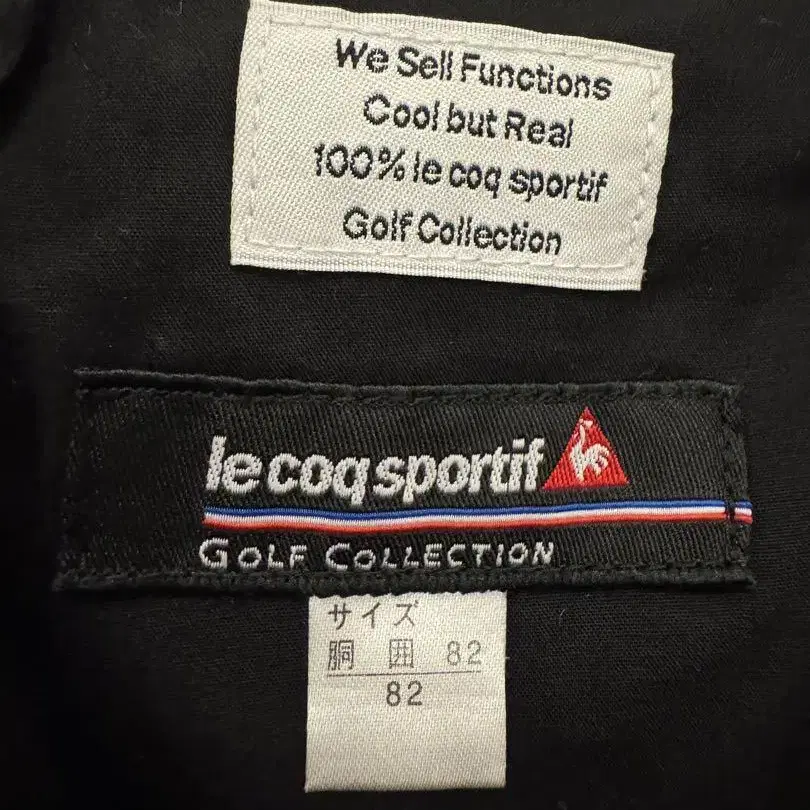 We Sell Functions
Cool but Real
100% le coq sportif
Golf Collection
le coq sportif
GOLF COLLECTION
サイズ
胴 囲 82
82